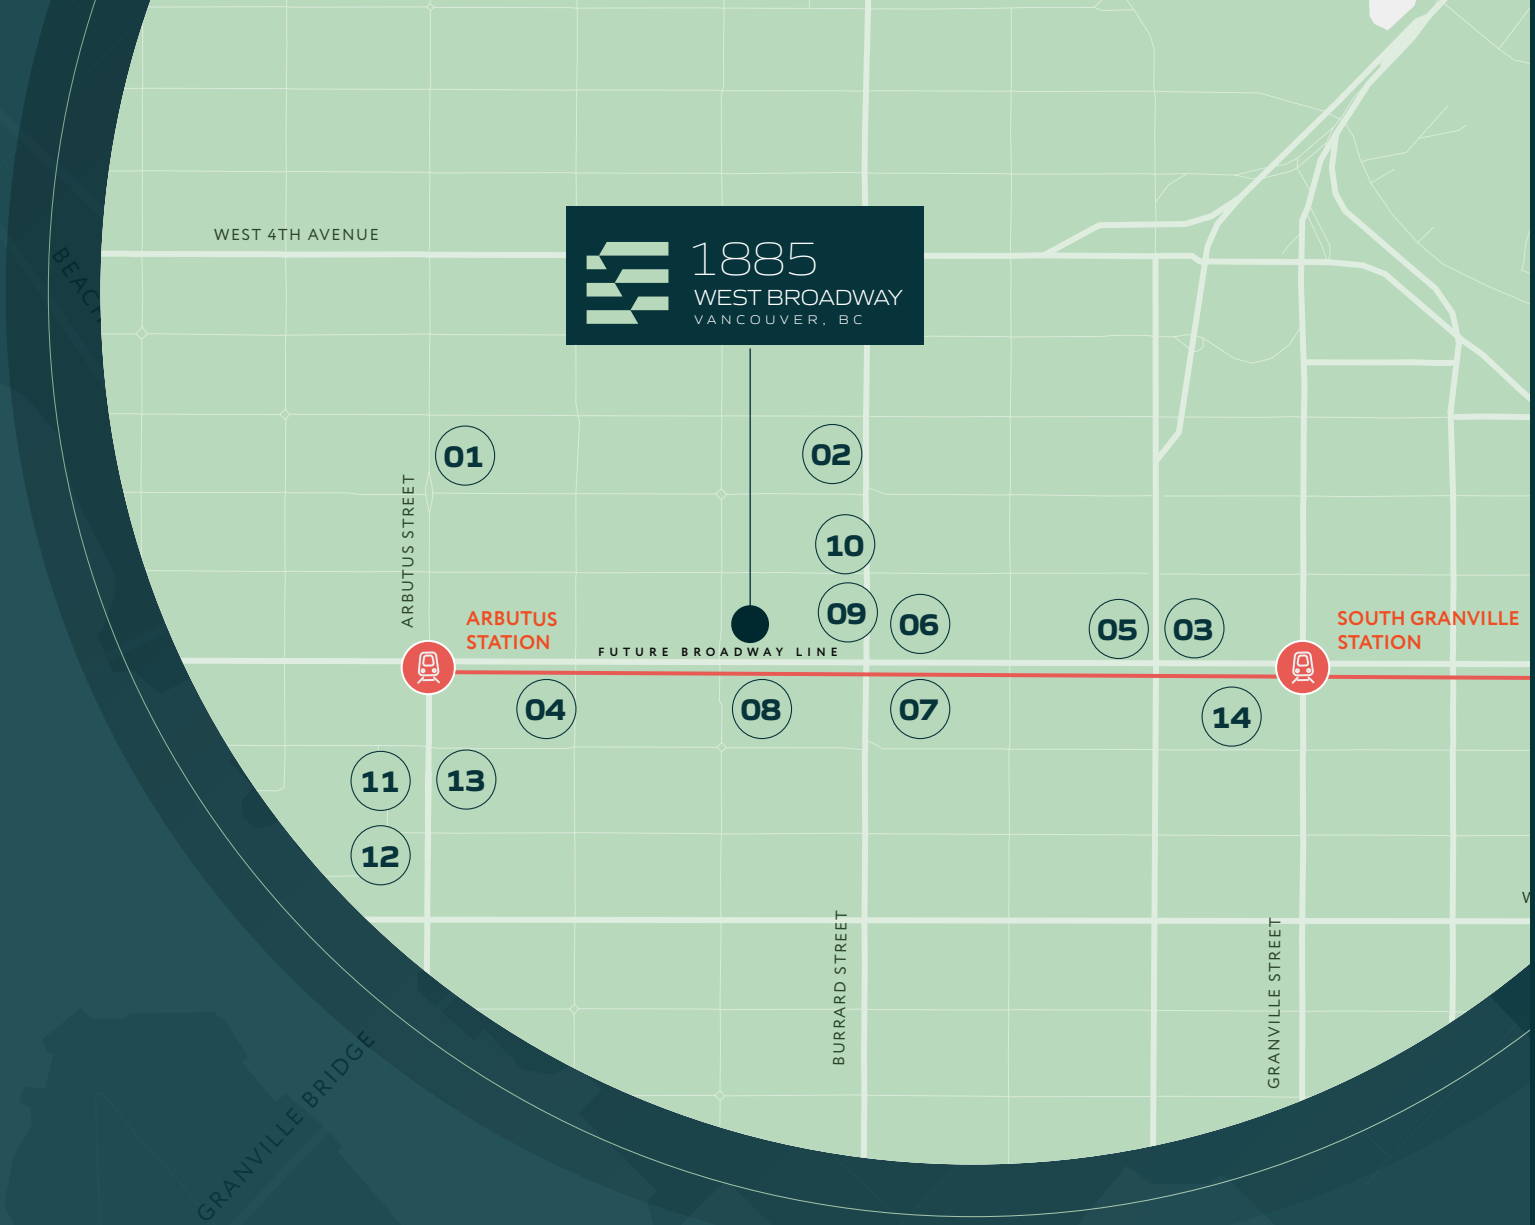 WEST 4TH AVENUE
1885
WEST BROADWAY
VANCOUVER, BC
BEACH
01
02
ARBUTUS STREET
10
09
06
05
03
ARBUTUS
STATION
SOUTH GRANVILLE
STATION
FUTURE BROADWAY LINE
04
08
07
14
11
13
12
BURRARD STREET
GRANVILLE STREET
GRANVILLE BRIDGE